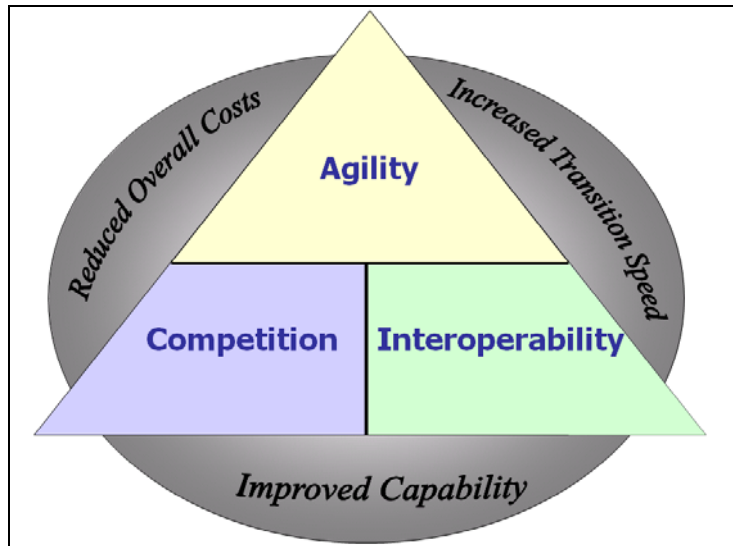 Reduced Overall Costs
Increased Transition Speed
Agility
Competition
Interoperability
Improved Capability